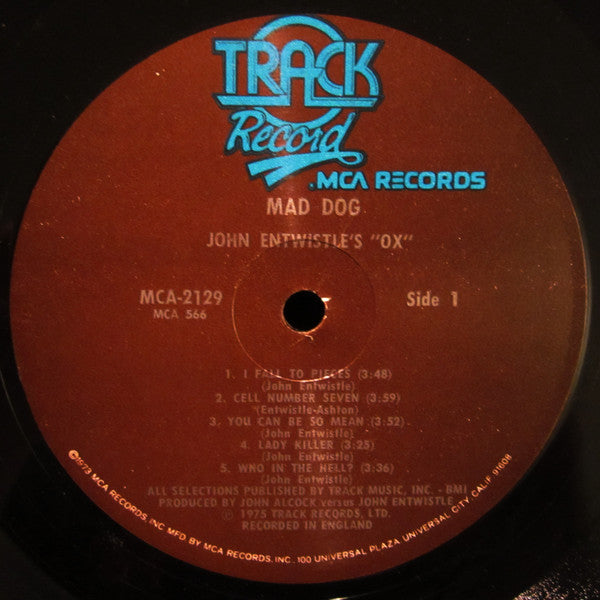 TRACK
Record
MCA RECORDS
MAD DOG
JOHN ENTWISTLE'S "OX"
MCA-2129
MCA 566
Side 1
1. I FALL TO PIECES (3:48)
(John Entwistle)
2. CELL NUMBER SEVEN (3:59)
(Entwistle-Ashton)
3. YOU CAN BE SO MEAN (3:52)
(John Entwistle)
4. LADY KILLER (3:25)
(John Entwistle)
5. WHO IN THE HELL? (3:36)
(John Entwistle)
ALL SELECTIONS PUBLISHED BY TRACK MUSIC, INC. - BMI
PRODUCED BY JOHN ALCOCK versus JOHN ENTWISTLE
℗ 1975 TRACK RECORDS, LTD.
RECORDED IN ENGLAND
©1973 MCA RECORDS, INC. MFD BY MCA RECORDS, INC., 100 UNIVERSAL PLAZA, UNIVERSAL CITY, CALIF. 91608